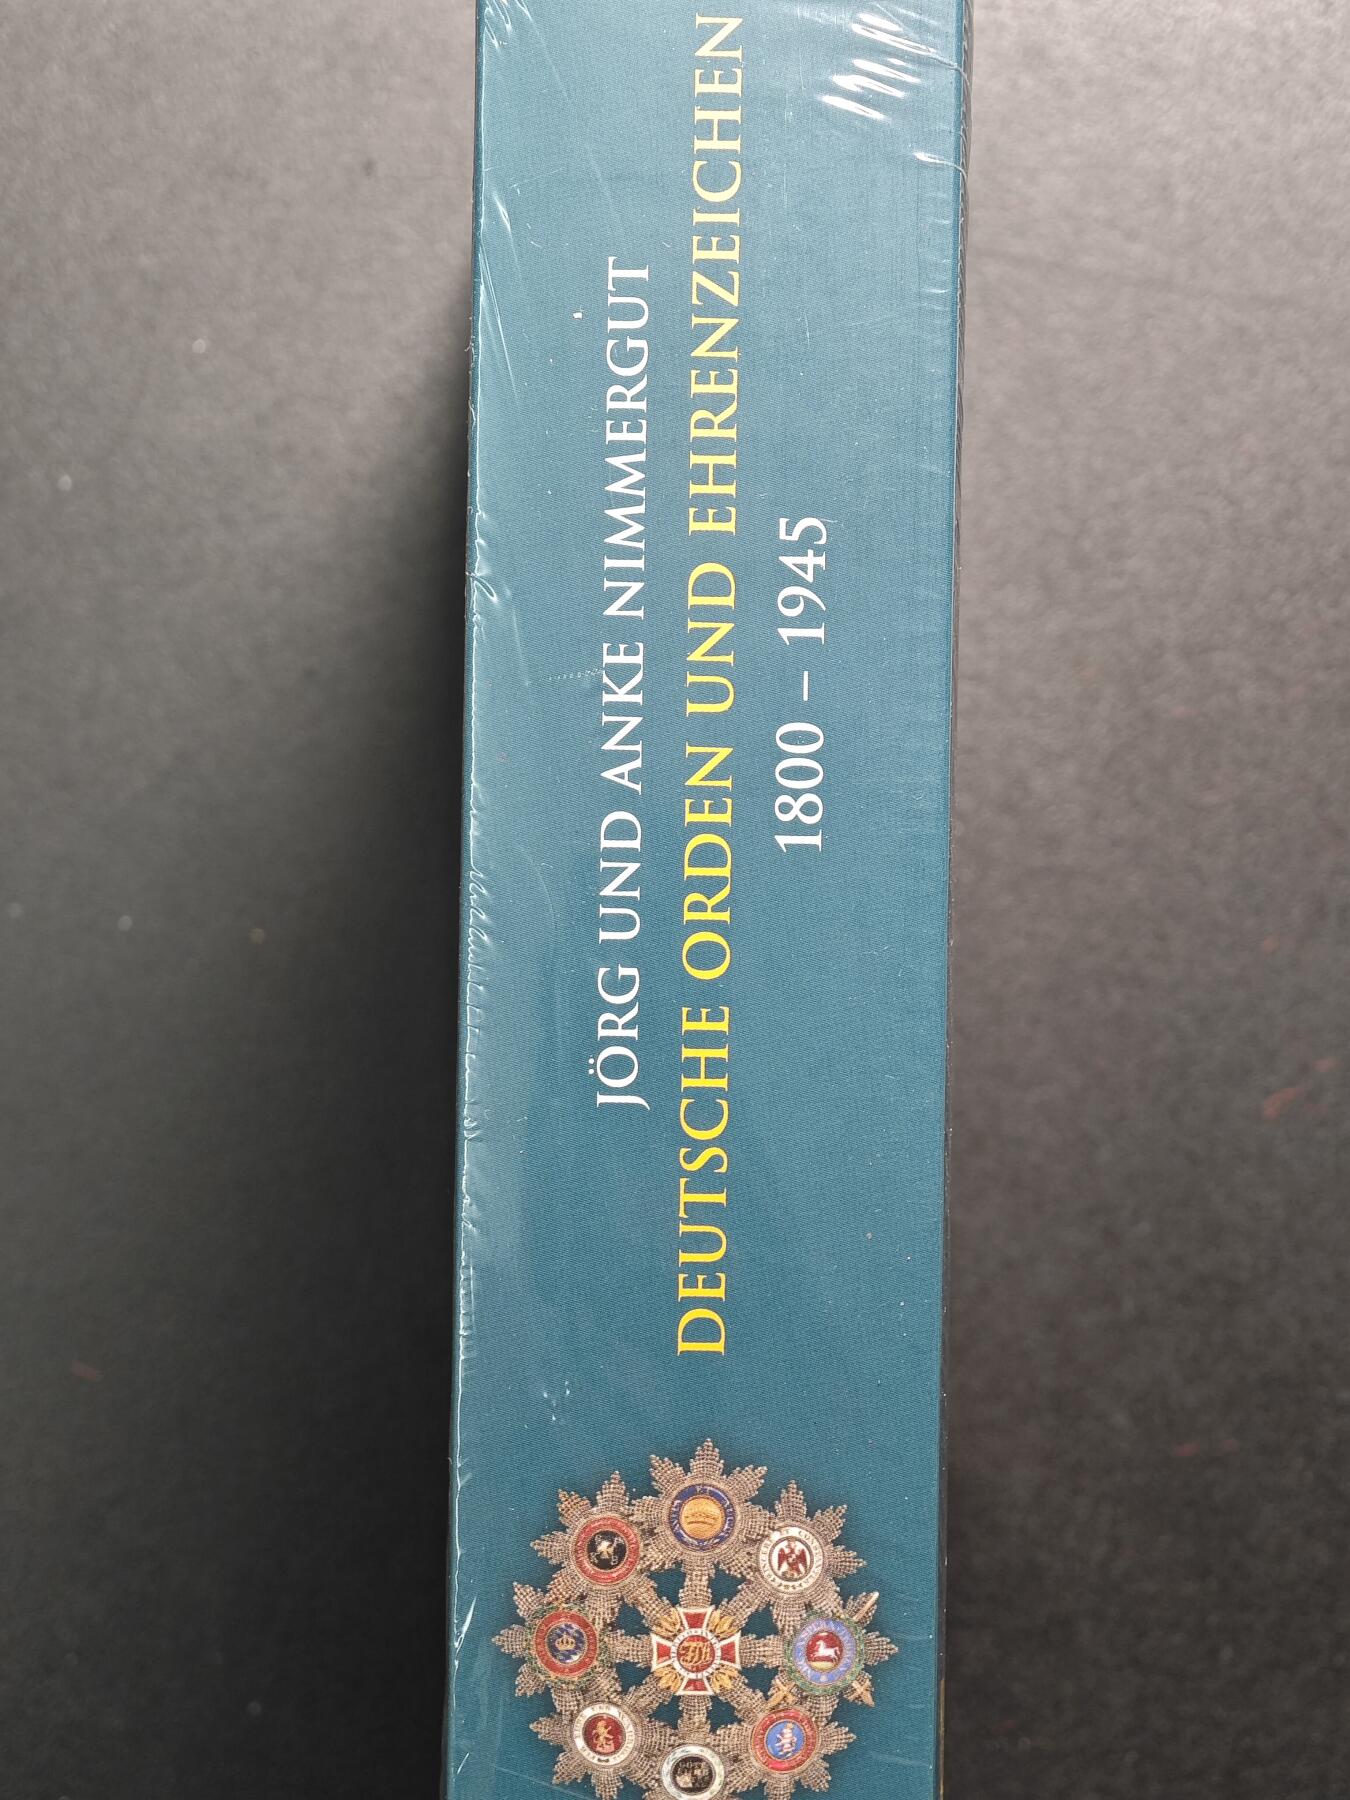 JÖRG UND ANKE NIMMERGUT
DEUTSCHE ORDEN UND EHRENZEICHEN
1800 – 1945